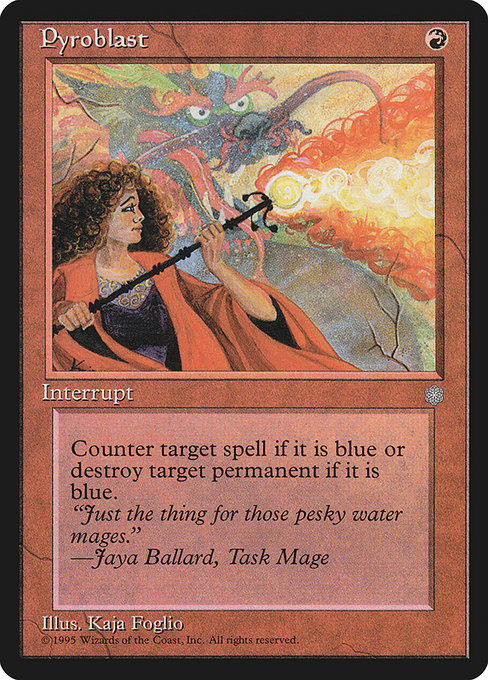 Pyroblast
Interrupt
Counter target spell if it is blue or
destroy target permanent if it is
blue.
“Just the thing for those pesky water
mages.”
—Jaya Ballard, Task Mage
Illus. Kaja Foglio
©1995 Wizards of the Coast, Inc. All rights reserved.